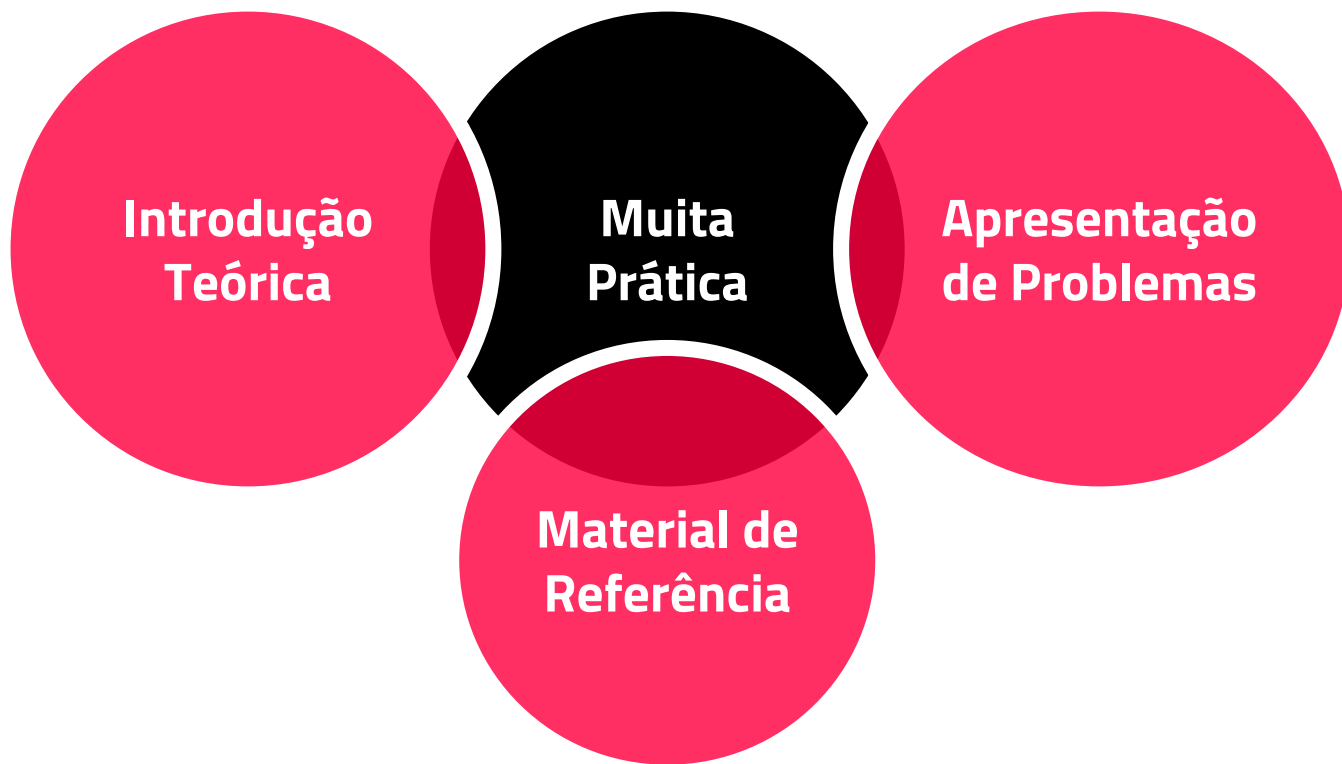 Introdução
Teórica
Muita
Prática
Apresentação
de Problemas
Material de
Referência